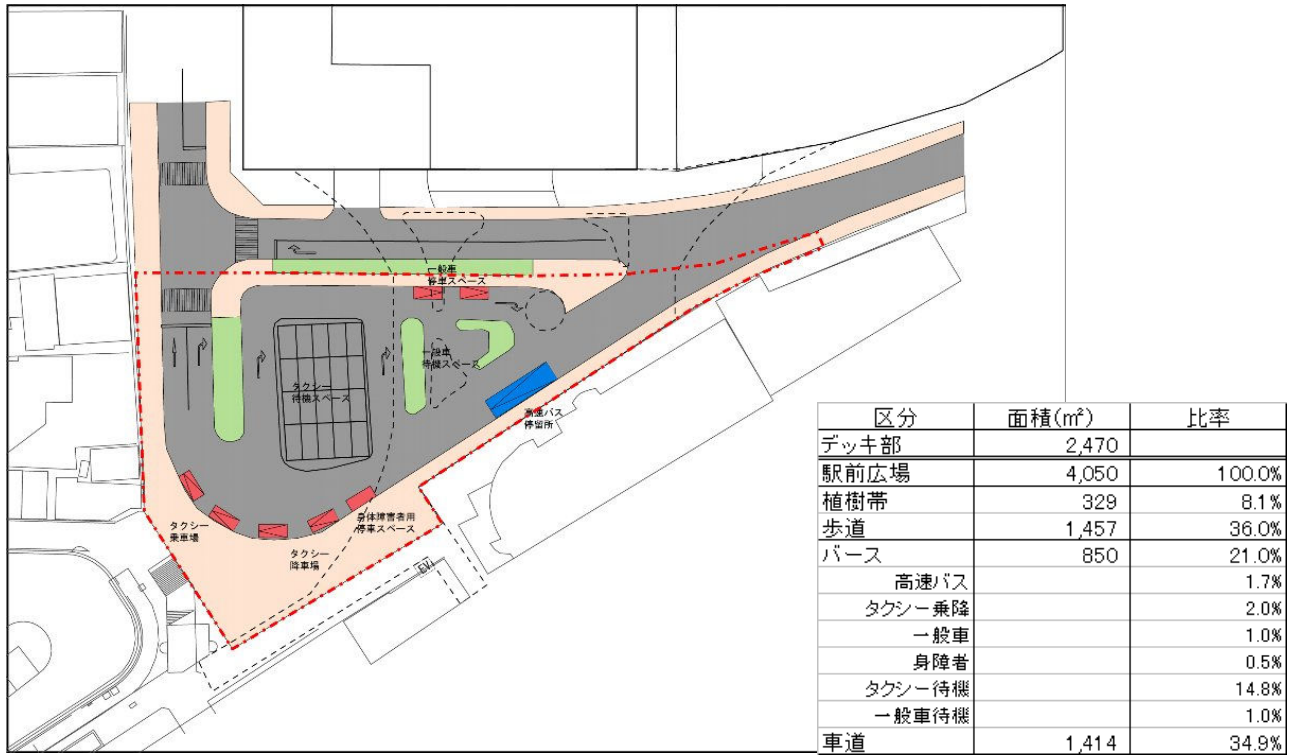 一般車
停車スペース
一般車
待機スペース
タクシー
待機スペース
高速バス
停留所
身体障害者用
停車スペース
タクシー
乗車場
タクシー
降車場
EV
区分 面積(㎡) 比率
デッキ部 2,470
駅前広場 4,050 100.0%
植樹帯 329 8.1%
歩道 1,457 36.0%
バース 850 21.0%
高速バス 1.7%
タクシー乗降 2.0%
一般車 1.0%
身障者 0.5%
タクシー待機 14.8%
一般車待機 1.0%
車道 1,414 34.9%